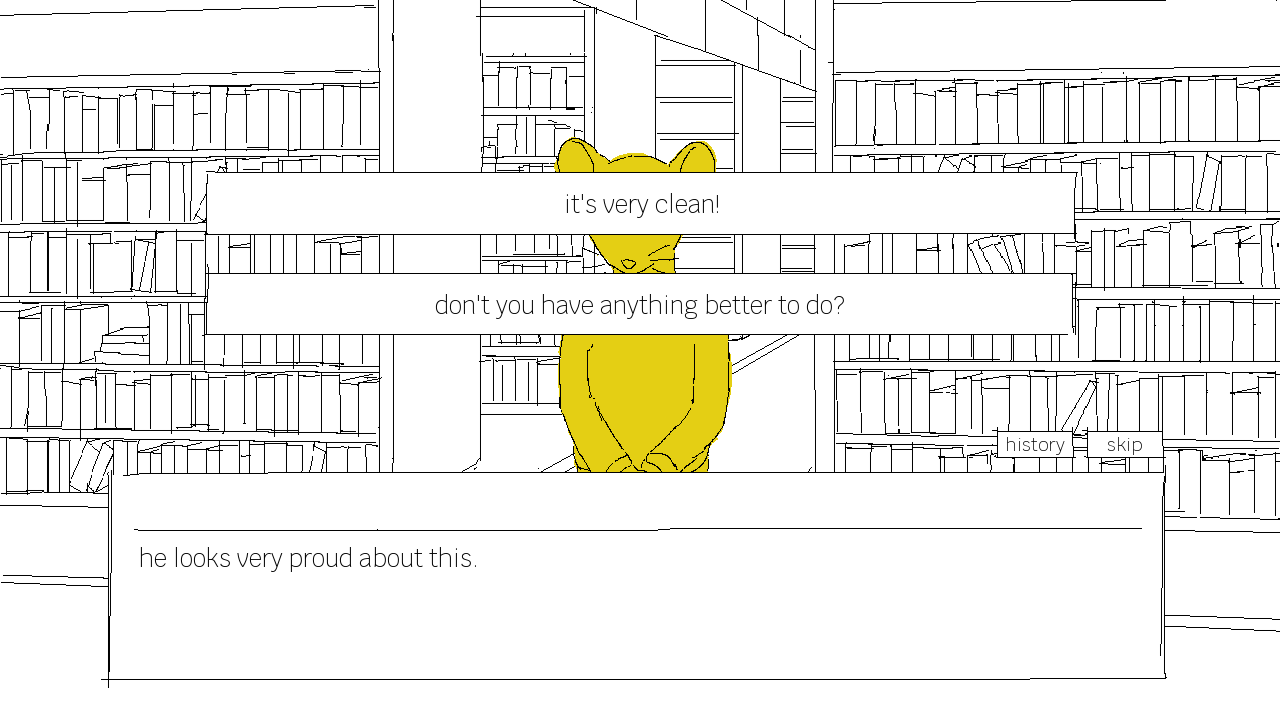 it's very clean!
don't you have anything better to do?
history
skip
he looks very proud about this.